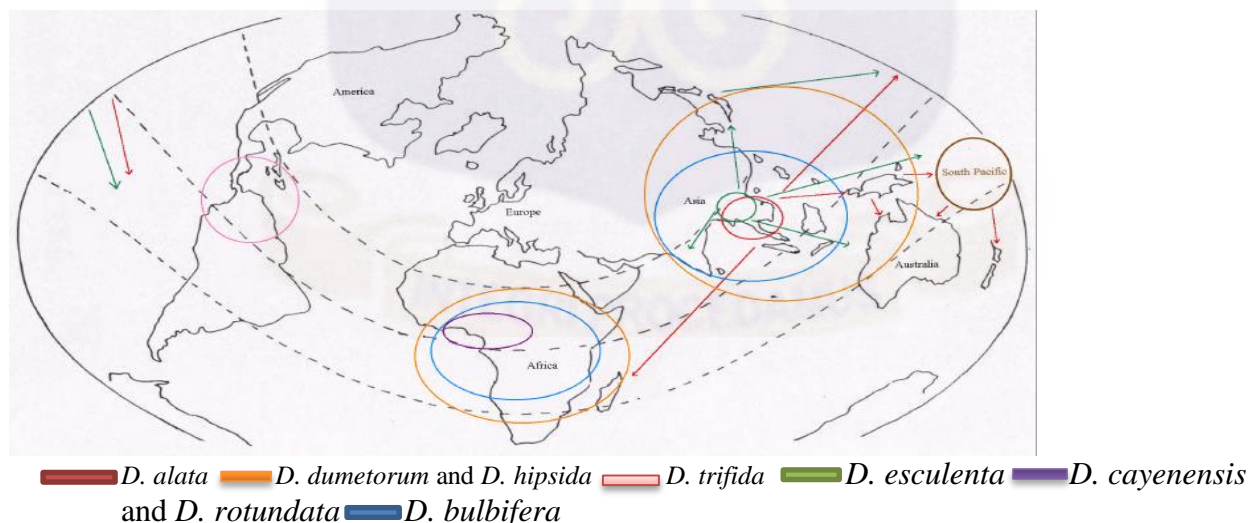 America
Europe
Asia
South Pacific
Australia
Africa
D. alata D. dumetorum and D. hipsida D. trifida D. esculenta D. cayenensis
and D. rotundata D. bulbifera